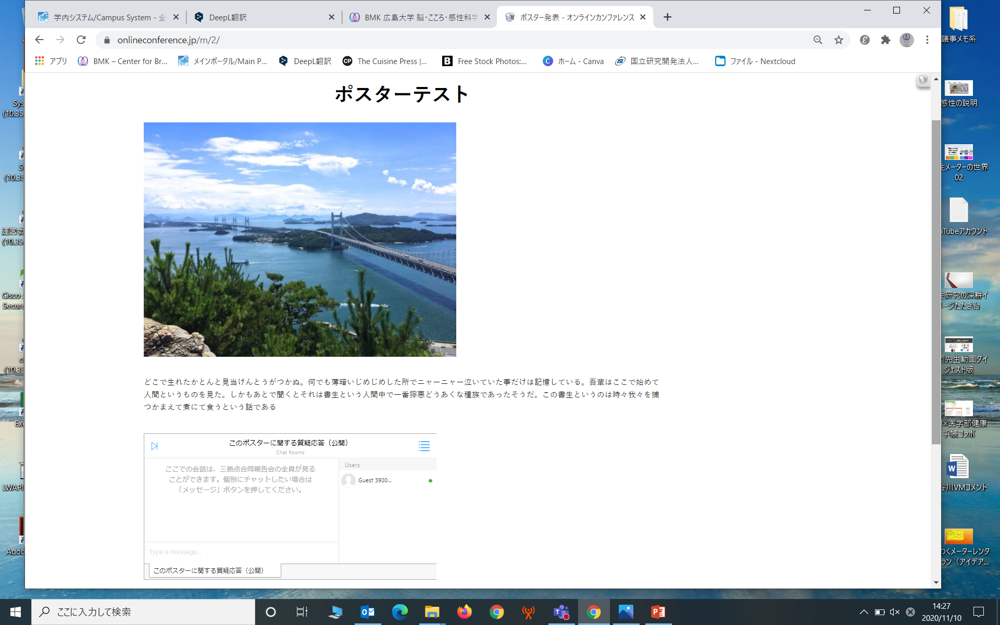 学内システム/Campus System - 全
DeepL翻訳
BMK 広島大学 脳・こころ・感性科学
ポスター発表 - オンラインカンファレンス
onlineconference.jp/m/2/
アプリ
BMK – Center for Br...
メインポータル/Main P...
DeepL翻訳
The Cuisine Press |...
Free Stock Photos:...
ホーム - Canva
国立研究開発法人...
ファイル - Nextcloud
ポスターテスト
どこで生れたかとんと見当けんとうがつかぬ。何でも薄暗いじめじめした所でニャーニャー泣いていた事だけは記憶している。吾輩はここで始めて
人間というものを見た。しかもあとで聞くとそれは書生という人間中で一番獰悪どうあくな種族であったそうだ。この書生というのは時々我々を捕
つかまえて煮にて食うという話である
このポスターに関する質疑応答（公開）
Chat Rooms
ここでの会話は、三拠点合同報告会の全員が見る
ことができます。個別にチャットしたい場合は
「メッセージ」ボタンを押してください。
Users
Guest 3900...
Type a message...
このポスターに関する質疑応答（公開）
Sys
(10.35
S
(10.35
運営委
(10.35
Cisco
Secure
c
(10.35
Ex
LWAP
Adob
議事メモ系
感性の説明
性メーターの世界
02
uTubeアカウント
性研究の深耕イ
ージたたき台
先生動画ダイ
ジェスト版
×医学部健康
手帳コラボ
谷川VMコメント
わくメーターレンタ
ラン（アイデア...
ここに入力して検索
14:27
2020/11/10